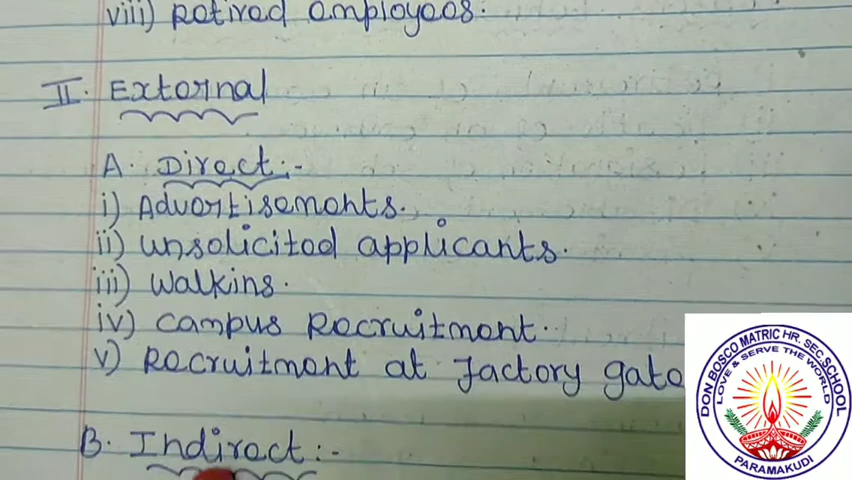 viii) Retired employees.
II. External
A. Direct:-
i) Advertisements.
ii) unsolicited applicants.
iii) Walkins.
iv) Campus Recruitment.
v) Recruitment at factory gate
B. Indirect:-
DON BOSCO MATRIC HR. SEC. SCHOOL
LOVE & SERVE THE WORLD
PARAMAKUDI